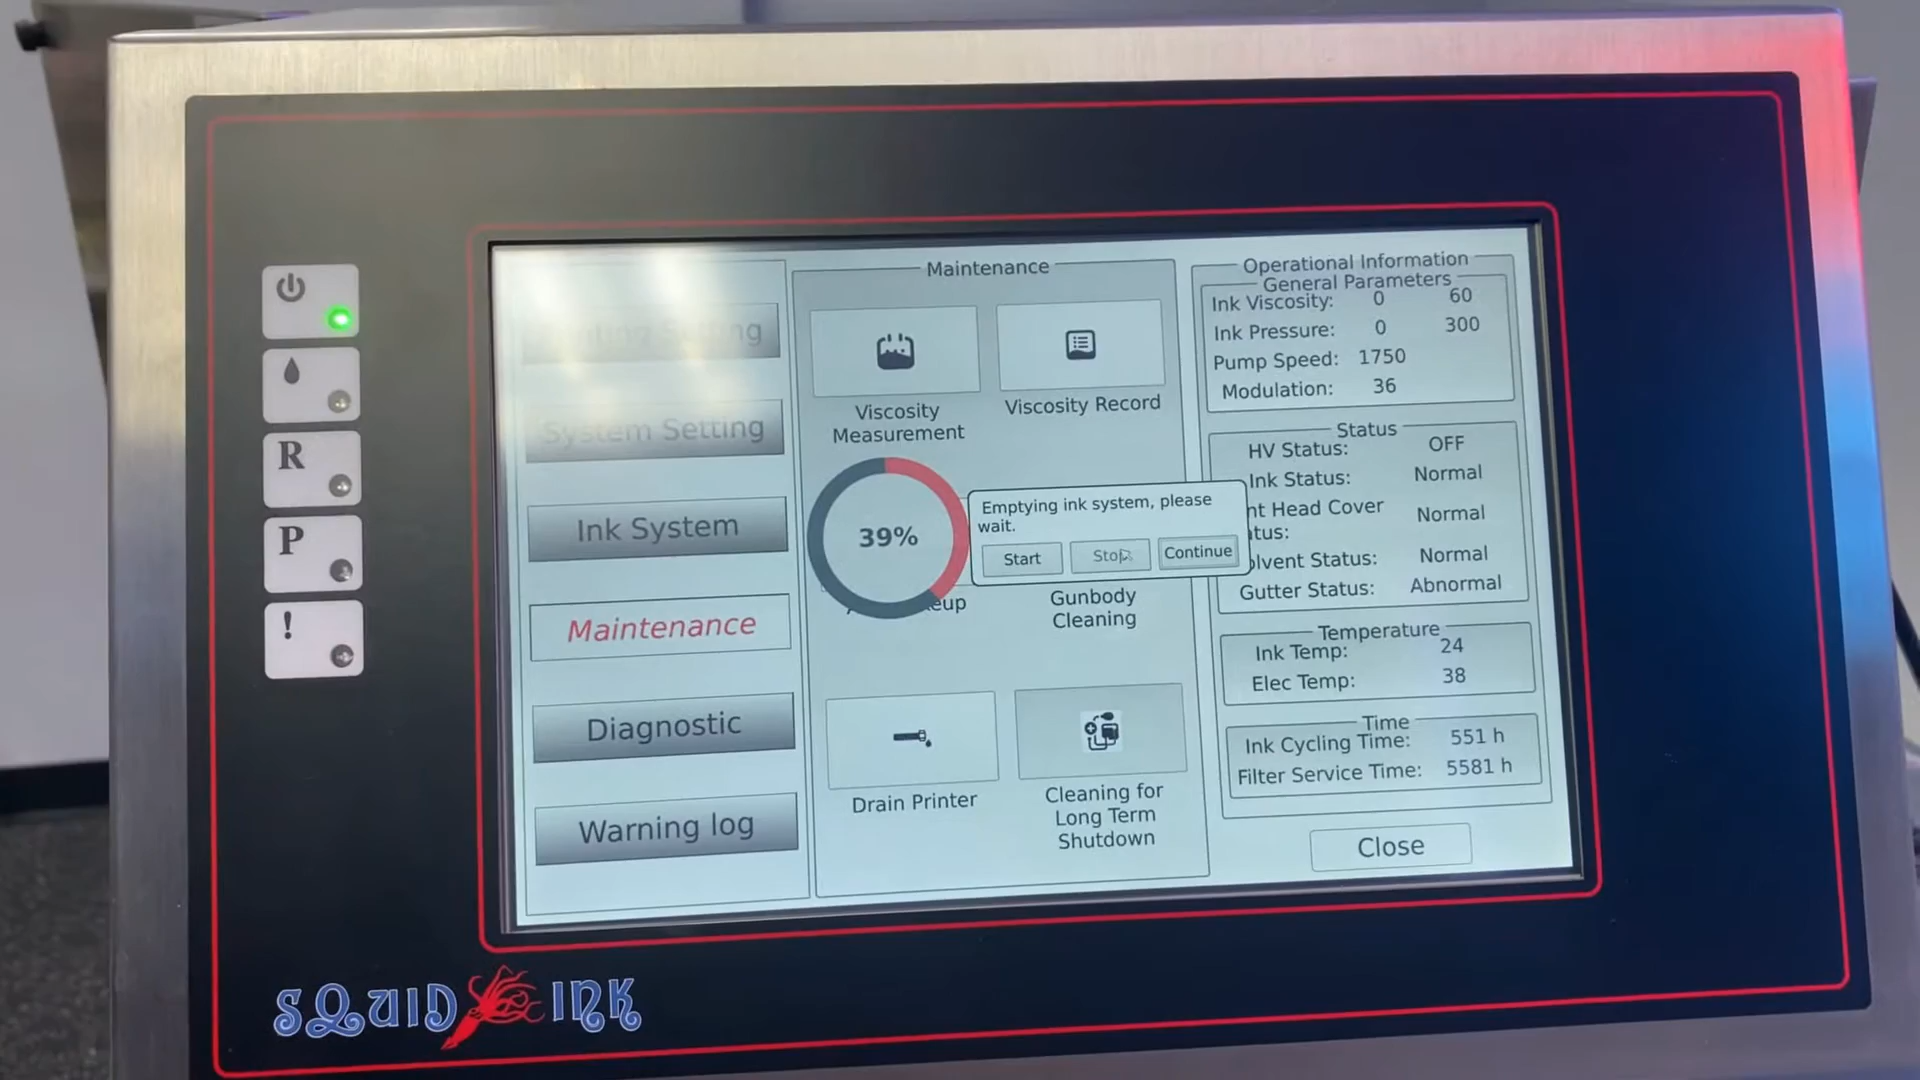 R
P
!
System Setting
Ink System
Maintenance
Diagnostic
Warning log
Maintenance
Viscosity
Measurement
Viscosity Record
39%
Emptying ink system, please
wait.
Start
Stop
Continue
Gunbody
Cleaning
Drain Printer
Cleaning for
Long Term
Shutdown
Operational Information
General Parameters
Ink Viscosity: 0 60
Ink Pressure: 0 300
Pump Speed: 1750
Modulation: 36
Status
HV Status: OFF
Ink Status: Normal
Head Cover
Normal
Status: Normal
Gutter Status: Abnormal
Temperature
Ink Temp: 24
Elec Temp: 38
Time
Ink Cycling Time: 551 h
Filter Service Time: 5581 h
Close
SQUID INK